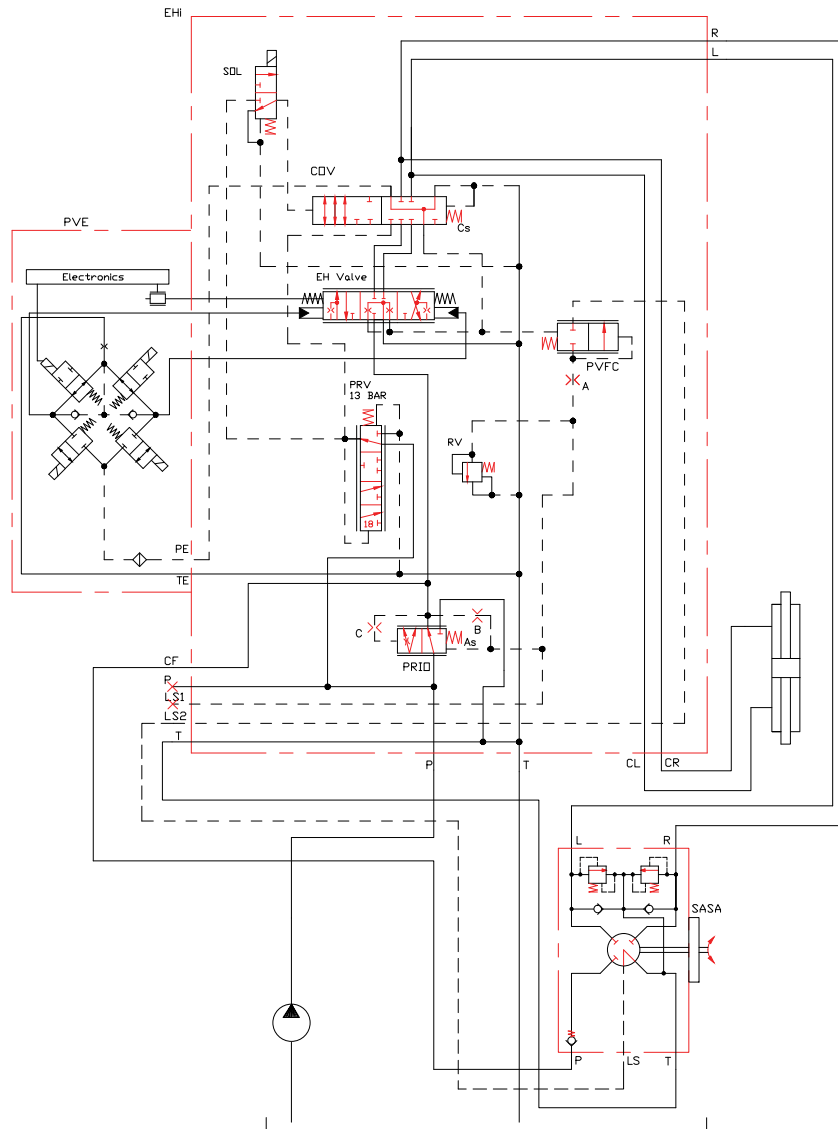 EHi
R
L
SOL
COV
Cs
PVE
Electronics
EH Valve
PVFC
A
PRV
13 BAR
RV
18
PE
TE
C
B
As
PRIO
CF
P
LS1
LS2
T
P
T
CL
CR
L
R
SASA
P
LS
T